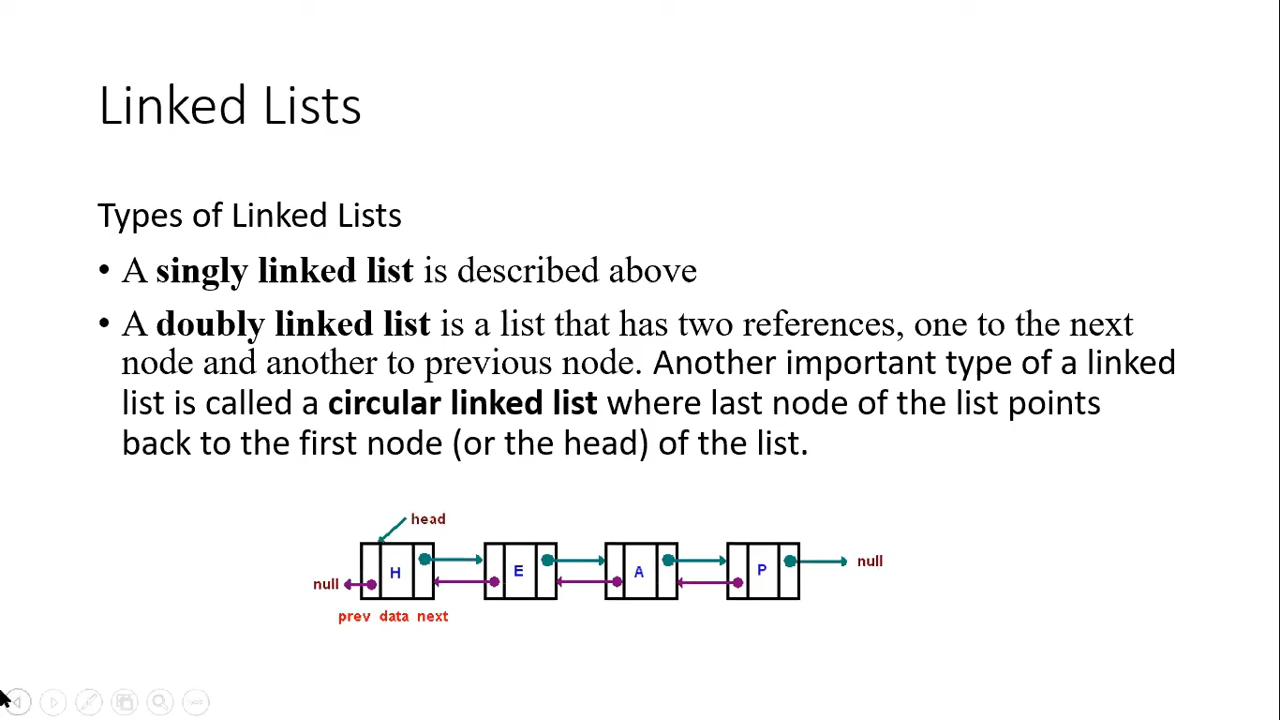 Linked Lists
Types of Linked Lists
• A singly linked list is described above
• A doubly linked list is a list that has two references, one to the next
node and another to previous node. Another important type of a linked
list is called a circular linked list where last node of the list points
back to the first node (or the head) of the list.
head
null H E A P null
prev data next